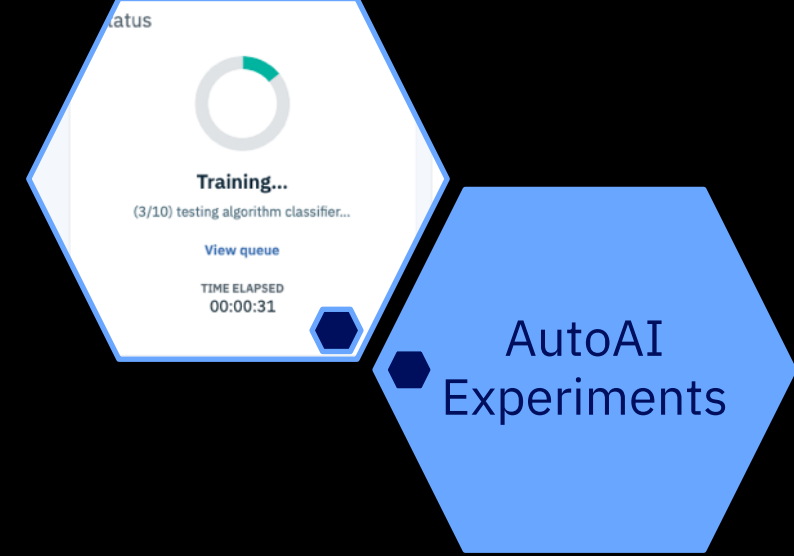 Training...
(3/10) testing algorithm classifier...
View queue
TIME ELAPSED
00:00:31
AutoAI
Experiments